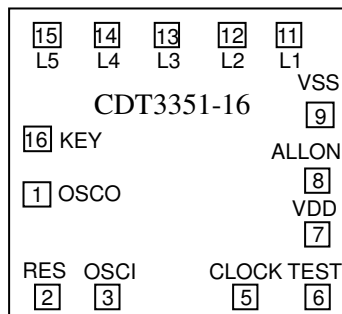 15 14 13 12 11
L5 L4 L3 L2 L1
VSS
CDT3351-16
9
16 KEY
ALLON
8
1 OSCO
VDD
7
RES OSCI CLOCK TEST
2 3 5 6